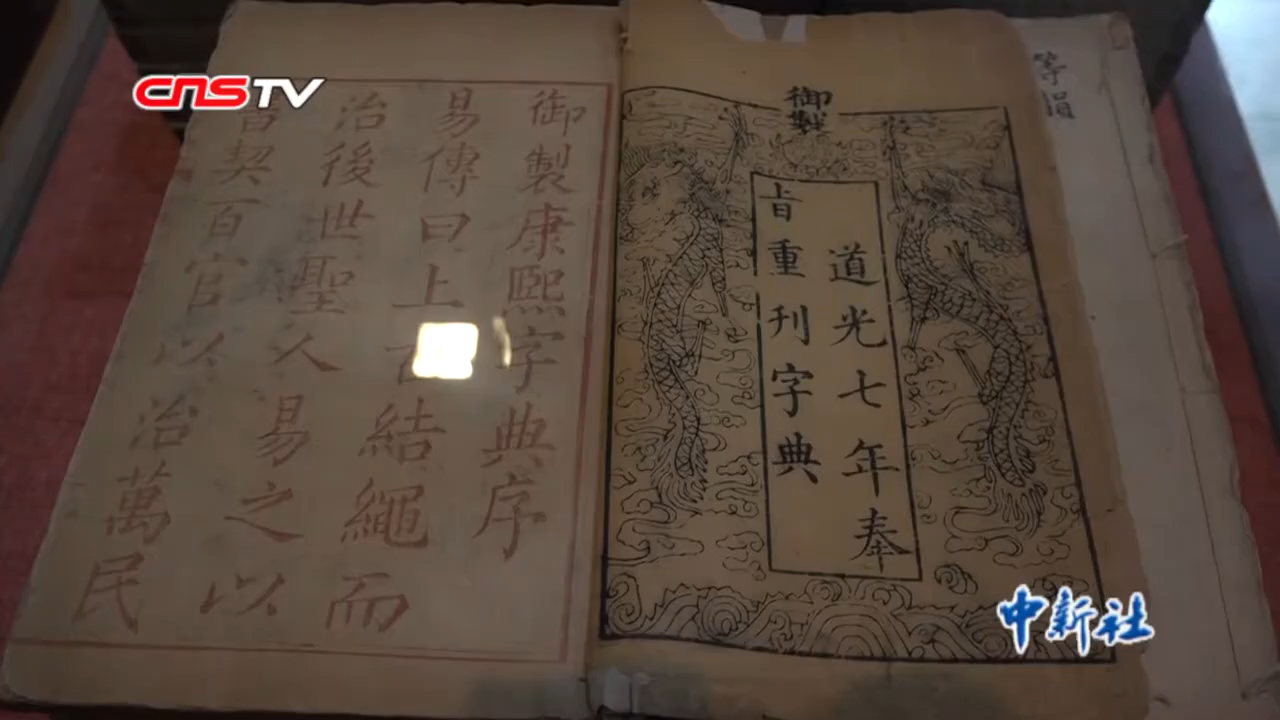 CNSTV
等
御製
道光七年奉
㫖重刊字典
御製康熙字典序
易傳曰上古結繩而
治後世聖人易之以
書契百官以治萬民
中新社